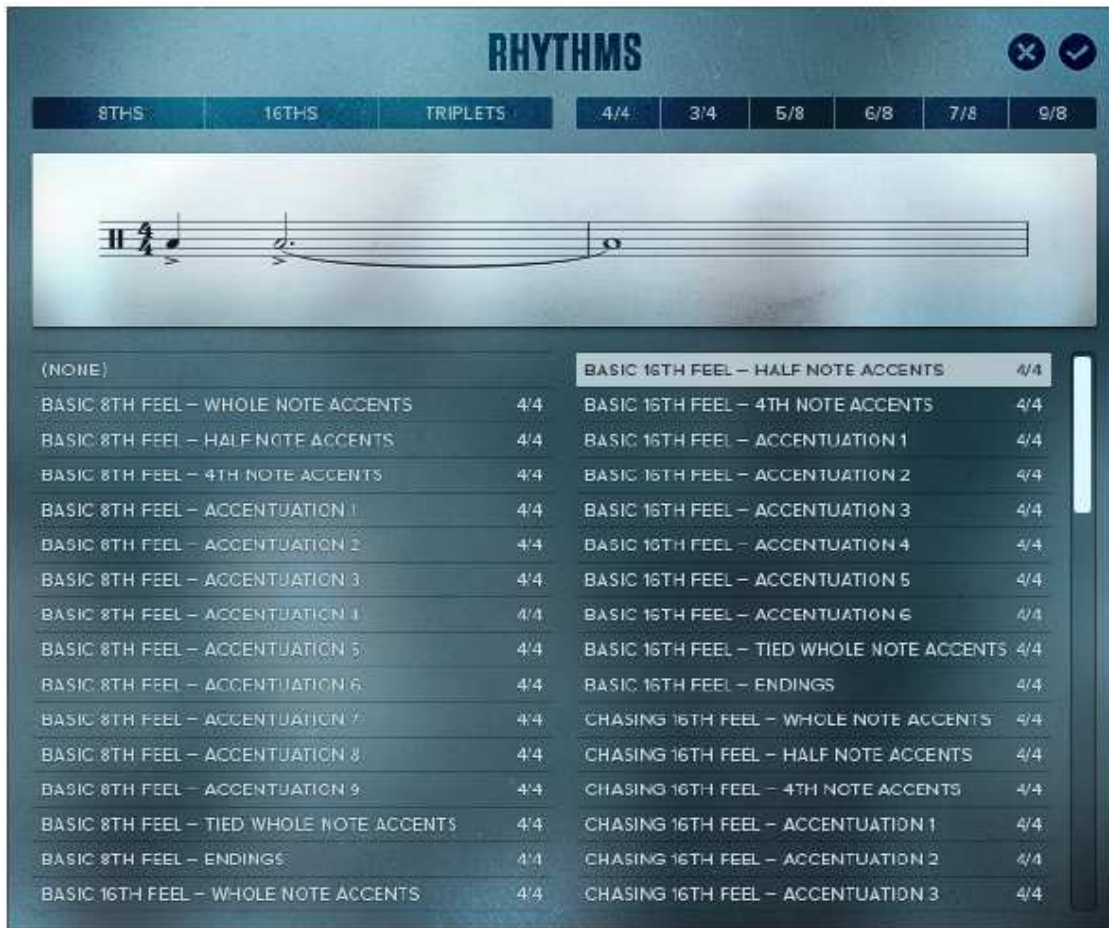 RHYTHMS
8THS 16THS TRIPLETS 4/4 3/4 5/8 6/8 7/8 9/8
4
4
(NONE)
BASIC 8TH FEEL – WHOLE NOTE ACCENTS 4/4
BASIC 8TH FEEL – HALF NOTE ACCENTS 4/4
BASIC 8TH FEEL – 4TH NOTE ACCENTS 4/4
BASIC 8TH FEEL – ACCENTUATION 1 4/4
BASIC 8TH FEEL – ACCENTUATION 2 4/4
BASIC 8TH FEEL – ACCENTUATION 3 4/4
BASIC 8TH FEEL – ACCENTUATION 4 4/4
BASIC 8TH FEEL – ACCENTUATION 5 4/4
BASIC 8TH FEEL – ACCENTUATION 6 4/4
BASIC 8TH FEEL – ACCENTUATION 7 4/4
BASIC 8TH FEEL – ACCENTUATION 8 4/4
BASIC 8TH FEEL – ACCENTUATION 9 4/4
BASIC 8TH FEEL – TIED WHOLE NOTE ACCENTS 4/4
BASIC 8TH FEEL – ENDINGS 4/4
BASIC 16TH FEEL – WHOLE NOTE ACCENTS 4/4
BASIC 16TH FEEL – HALF NOTE ACCENTS 4/4
BASIC 16TH FEEL – 4TH NOTE ACCENTS 4/4
BASIC 16TH FEEL – ACCENTUATION 1 4/4
BASIC 16TH FEEL – ACCENTUATION 2 4/4
BASIC 16TH FEEL – ACCENTUATION 3 4/4
BASIC 16TH FEEL – ACCENTUATION 4 4/4
BASIC 16TH FEEL – ACCENTUATION 5 4/4
BASIC 16TH FEEL – ACCENTUATION 6 4/4
BASIC 16TH FEEL – TIED WHOLE NOTE ACCENTS 4/4
BASIC 16TH FEEL – ENDINGS 4/4
CHASING 16TH FEEL – WHOLE NOTE ACCENTS 4/4
CHASING 16TH FEEL – HALF NOTE ACCENTS 4/4
CHASING 16TH FEEL – 4TH NOTE ACCENTS 4/4
CHASING 16TH FEEL – ACCENTUATION 1 4/4
CHASING 16TH FEEL – ACCENTUATION 2 4/4
CHASING 16TH FEEL – ACCENTUATION 3 4/4